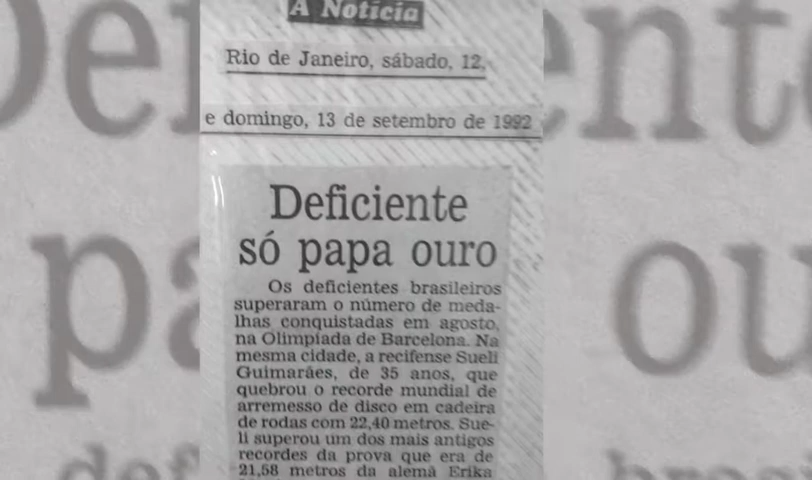 A Notícia
Rio de Janeiro, sábado, 12,
e domingo, 13 de setembro de 1992
Deficiente
só papa ouro
Os deficientes brasileiros
superaram o número de meda-
lhas conquistadas em agosto,
na Olimpíada de Barcelona. Na
mesma cidade, a recifense Sueli
Guimarães, de 35 anos, que
quebrou o recorde mundial de
arremesso de disco em cadeira
de rodas com 22,40 metros. Sue-
li superou um dos mais antigos
recordes da prova que era de
21,58 metros da alemã Erika